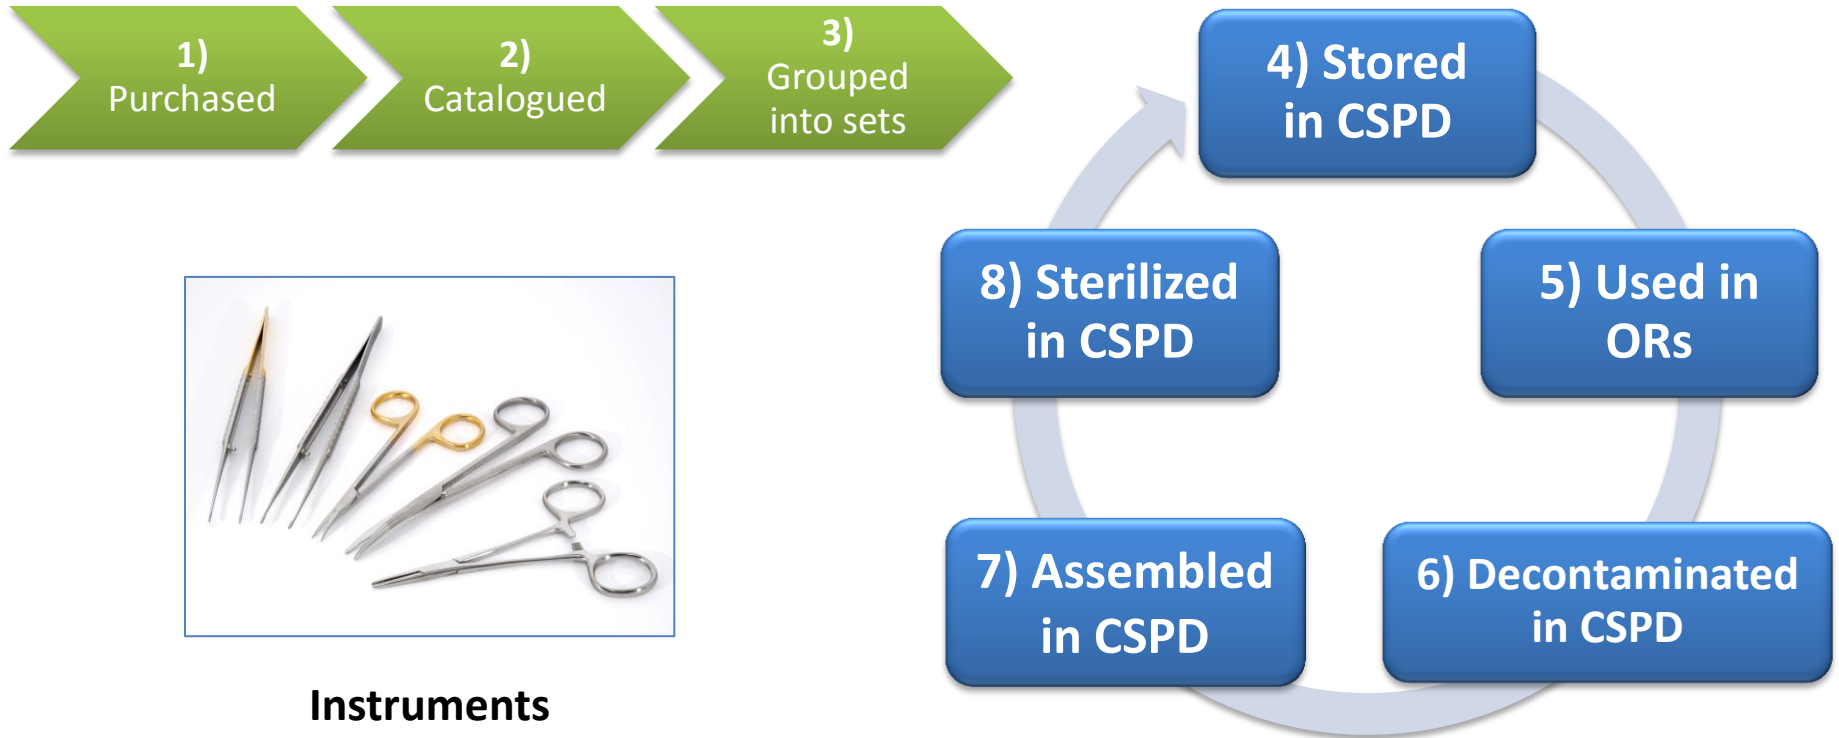 1)
Purchased
2)
Catalogued
3)
Grouped
into sets
4) Stored
in CSPD
5) Used in
ORs
6) Decontaminated
in CSPD
7) Assembled
in CSPD
8) Sterilized
in CSPD
Instruments